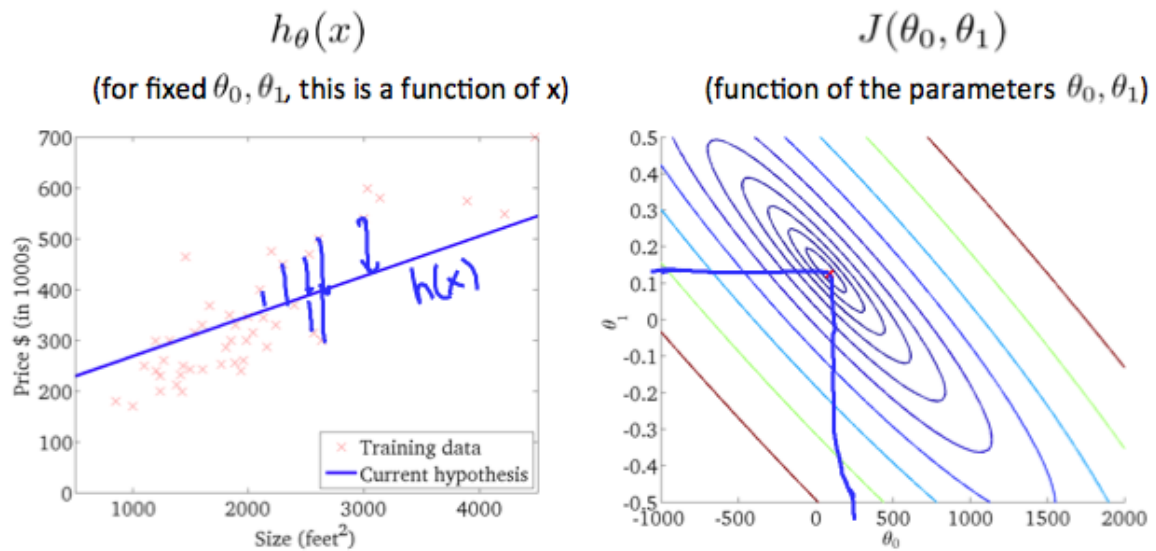 h_θ(x)
(for fixed θ₀, θ₁, this is a function of x)
700
600
500
400
300
200
100
0
Price $ (in 1000s)
1000
2000
3000
4000
Size (feet²)
h(x)
Training data
Current hypothesis
J(θ₀, θ₁)
(function of the parameters θ₀, θ₁)
0.5
0.4
0.3
0.2
0.1
0
-0.1
-0.2
-0.3
-0.4
-0.5
θ₁
-1000
-500
0
500
1000
1500
2000
θ₀